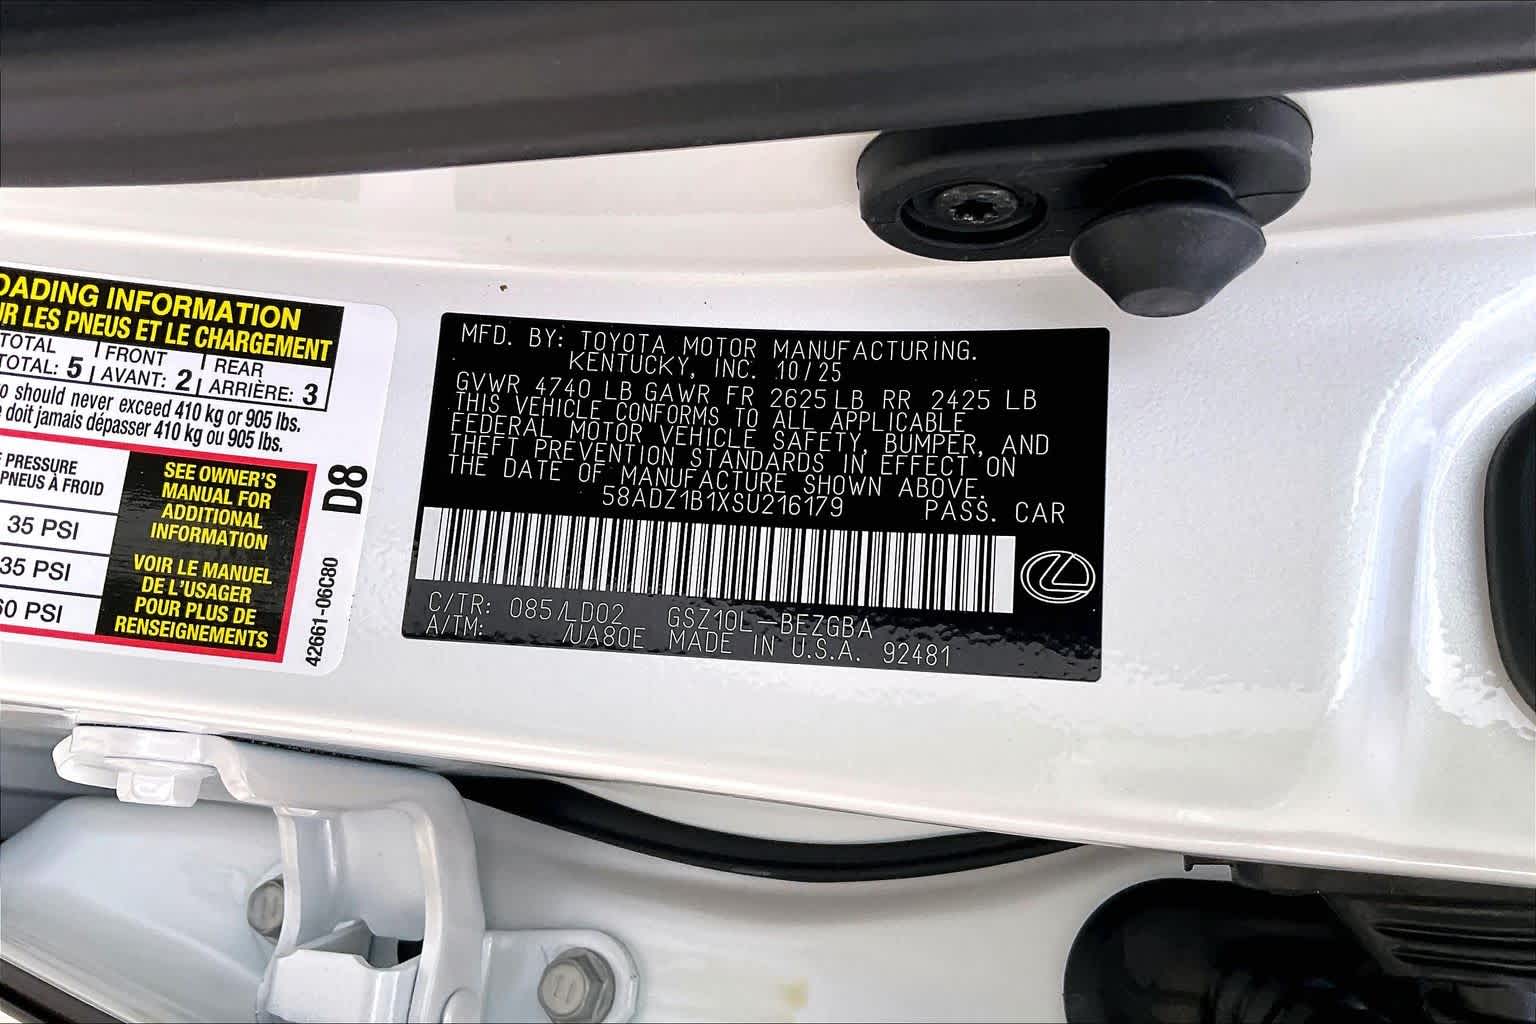 OADING INFORMATION
UR LES PNEUS ET LE CHARGEMENT
TOTAL FRONT REAR
TOTAL: 5 AVANT: 2 ARRIÈRE: 3
should never exceed 410 kg or 905 lbs.
doit jamais dépasser 410 kg ou 905 lbs.
PRESSURE
PNEUS À FROID
35 PSI
35 PSI
60 PSI
SEE OWNER'S
MANUAL FOR
ADDITIONAL
INFORMATION
VOIR LE MANUEL
DE L'USAGER
POUR PLUS DE
RENSEIGNEMENTS
D8
42661-06C80
MFD. BY: TOYOTA MOTOR MANUFACTURING.
KENTUCKY, INC. 10/25
GVWR 4740 LB GAWR FR 2625 LB RR 2425 LB
THIS VEHICLE CONFORMS TO ALL APPLICABLE
FEDERAL MOTOR VEHICLE SAFETY, BUMPER, AND
THEFT PREVENTION STANDARDS IN EFFECT ON
THE DATE OF MANUFACTURE SHOWN ABOVE.
58ADZ1B1XSU216179 PASS. CAR
C/TR: 085/LD02 GSZ10L-BEZGBA
A/TM: /UA80E MADE IN U.S.A. 92481